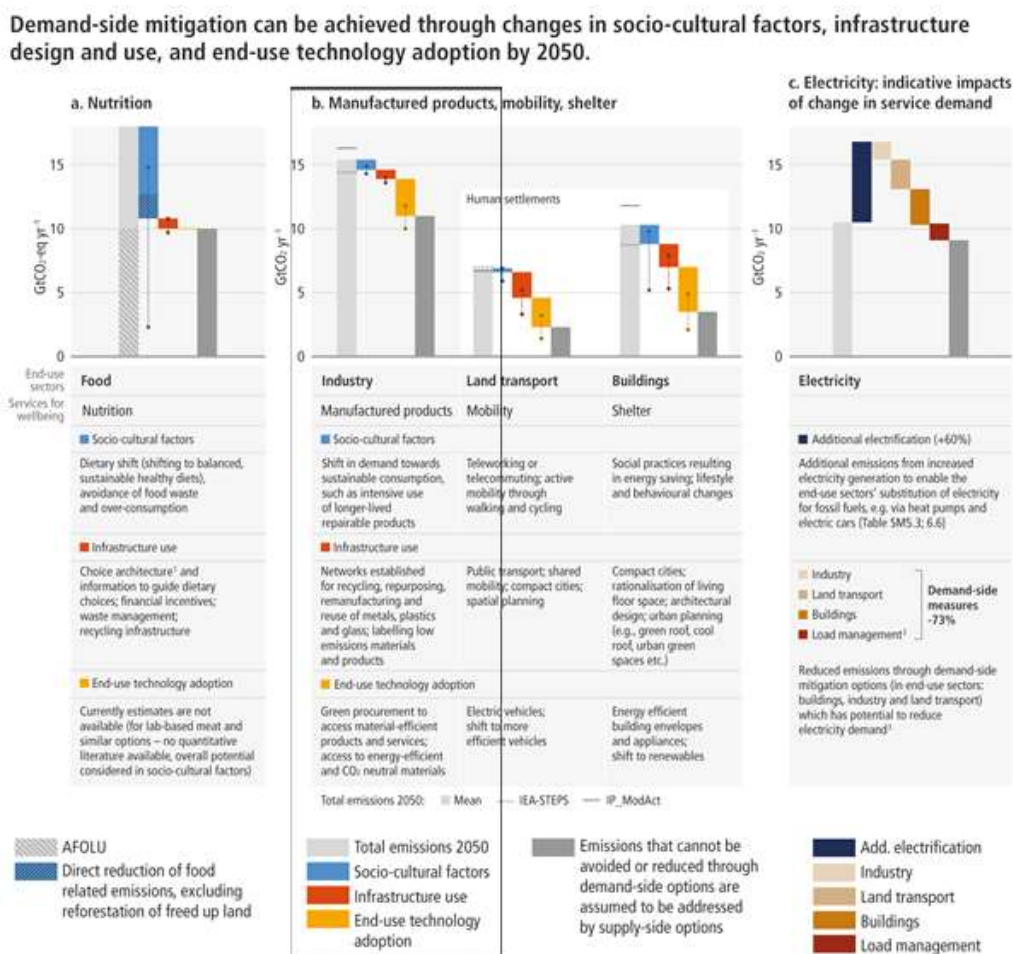 Demand-side mitigation can be achieved through changes in socio-cultural factors, infrastructure
design and use, and end-use technology adoption by 2050.
a. Nutrition
b. Manufactured products, mobility, shelter
c. Electricity: indicative impacts
of change in service demand
GtCO₂-eq yr⁻¹
15
10
5
0
GtCO₂ yr⁻¹
15
10
5
0
Human settlements
GtCO₂ yr⁻¹
15
10
5
0
End-use
sectors
Food
Industry
Land transport
Buildings
Electricity
Services for
wellbeing
Nutrition
Manufactured products
Mobility
Shelter
Socio-cultural factors
Dietary shift (shifting to balanced,
sustainable healthy diets),
avoidance of food waste
and over-consumption
Infrastructure use
Choice architecture¹ and
information to guide dietary
choices; financial incentives;
waste management;
recycling infrastructure
End-use technology adoption
Currently estimates are not
available (for lab-based meat and
similar options – no quantitative
literature available, overall potential
considered in socio-cultural factors)
Socio-cultural factors
Shift in demand towards
sustainable consumption,
such as intensive use
of longer-lived
repairable products
Teleworking or
telecommuting; active
mobility through
walking and cycling
Social practices resulting
in energy saving; lifestyle
and behavioural changes
Infrastructure use
Networks established
for recycling, repurposing,
remanufacturing and
reuse of metals, plastics
and glass; labelling low
emissions materials
and products
Public transport; shared
mobility; compact cities;
spatial planning
Compact cities;
rationalisation of living
floor space; architectural
design; urban planning
(e.g., green roof, cool
roof, urban green
spaces etc.)
End-use technology adoption
Green procurement to
access material-efficient
products and services;
access to energy-efficient
and CO₂ neutral materials
Electric vehicles;
shift to more
efficient vehicles
Energy efficient
building envelopes
and appliances;
shift to renewables
Additional electrification (+60%)
Additional emissions from increased
electricity generation to enable the
end-use sectors' substitution of electricity
for fossil fuels, e.g. via heat pumps and
electric cars (Table SM5.3; 6.6)
Industry
Land transport
Buildings
Load management²
Demand-side
measures
-73%
Reduced emissions through demand-side
mitigation options (in end-use sectors:
buildings, industry and land transport)
which has potential to reduce
electricity demand³
Total emissions 2050: Mean IEA-STEPS IP_ModAct
AFOLU
Direct reduction of food
related emissions, excluding
reforestation of freed up land
Total emissions 2050
Socio-cultural factors
Infrastructure use
End-use technology
adoption
Emissions that cannot be
avoided or reduced through
demand-side options are
assumed to be addressed
by supply-side options
Add. electrification
Industry
Land transport
Buildings
Load management